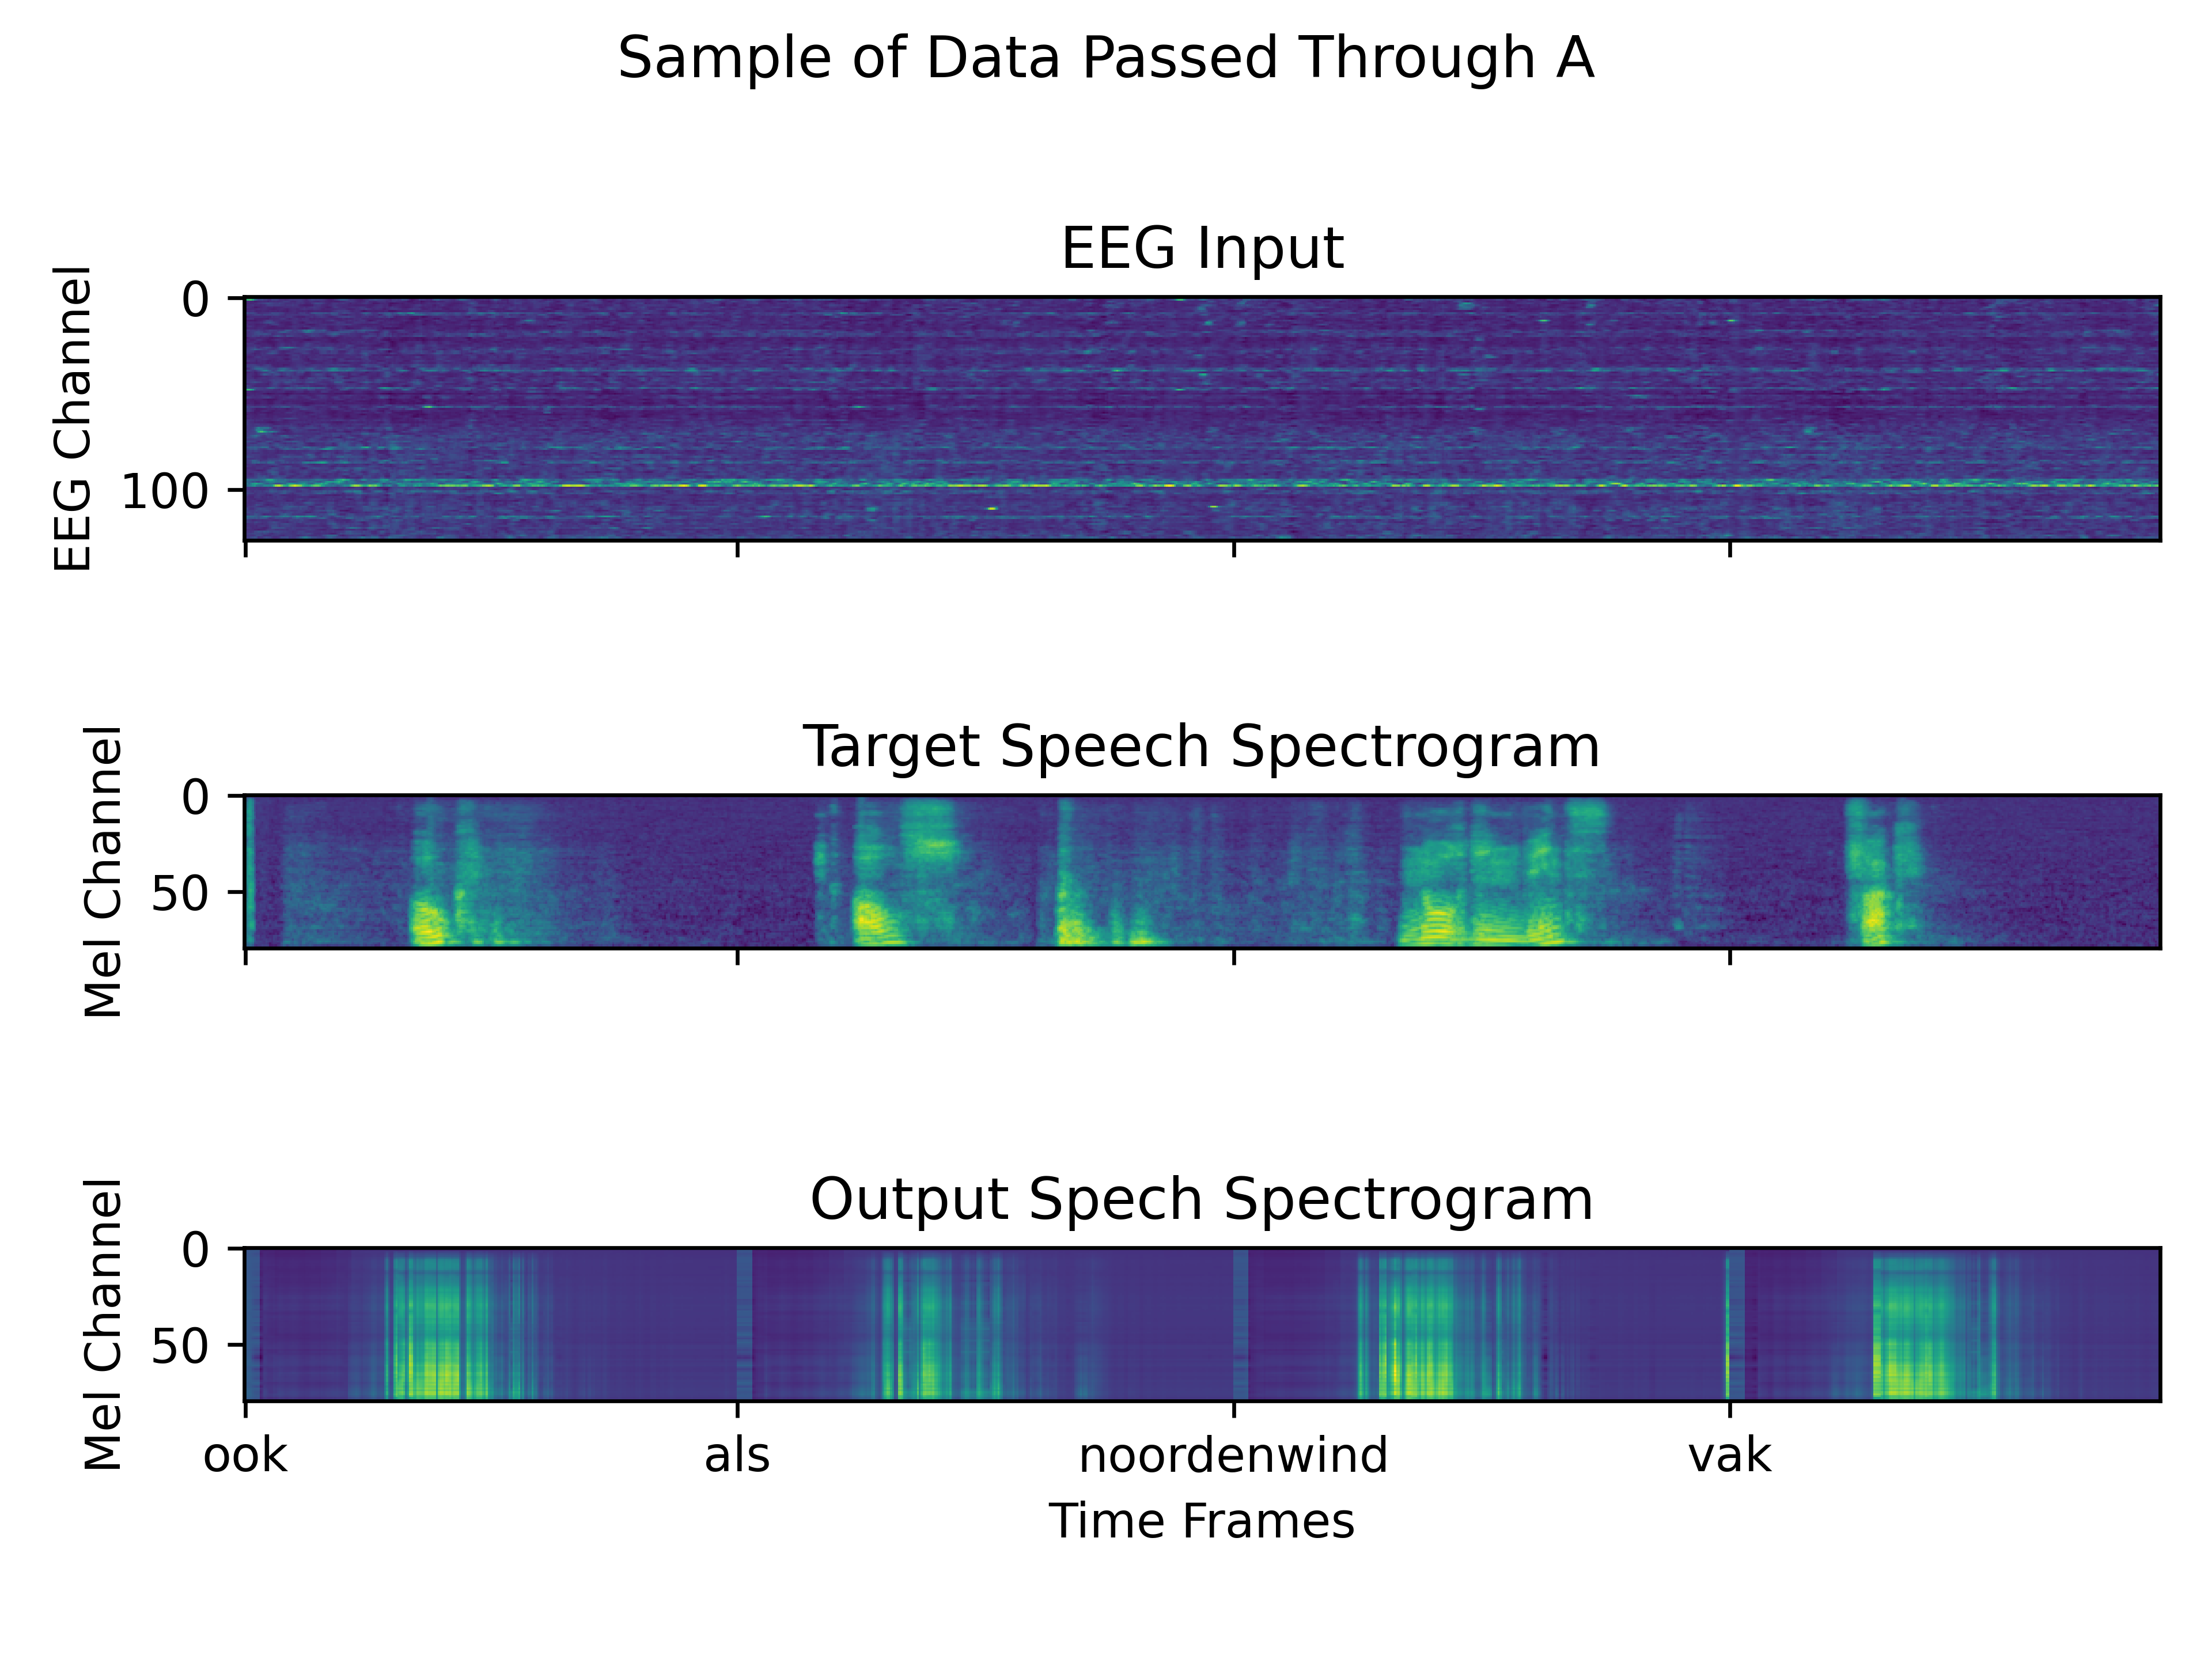 Sample of Data Passed Through A
EEG Input
EEG Channel
0
100
Target Speech Spectrogram
Mel Channel
0
50
Output Spech Spectrogram
Mel Channel
0
50
ook als noordenwind vak
Time Frames